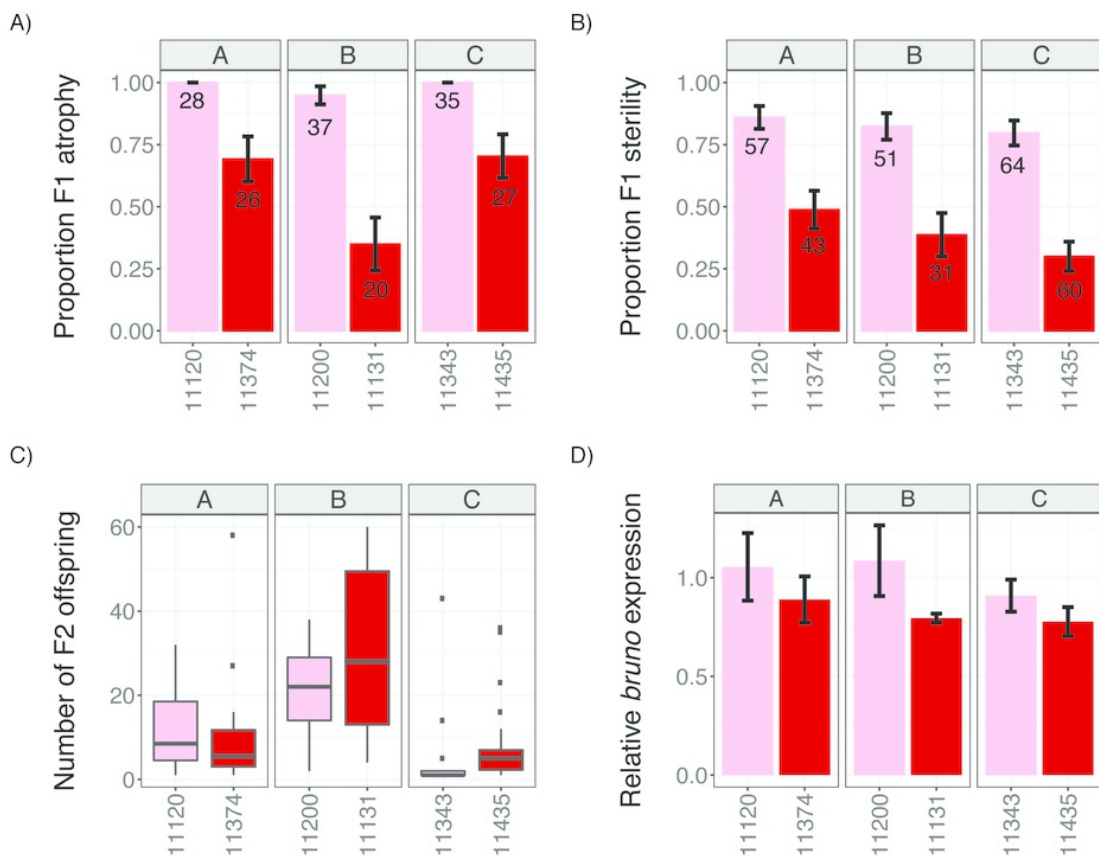 A)
A B C
Proportion F1 atrophy
1.00
0.75
0.50
0.25
0.00
28 26 37 20 35 27
11120 11374 11200 11131 11343 11435
B)
A B C
Proportion F1 sterility
1.00
0.75
0.50
0.25
0.00
57 43 51 31 64 60
11120 11374 11200 11131 11343 11435
C)
A B C
Number of F2 offspring
60
40
20
0
11120 11374 11200 11131 11343 11435
D)
A B C
Relative bruno expression
1.0
0.5
0.0
11120 11374 11200 11131 11343 11435